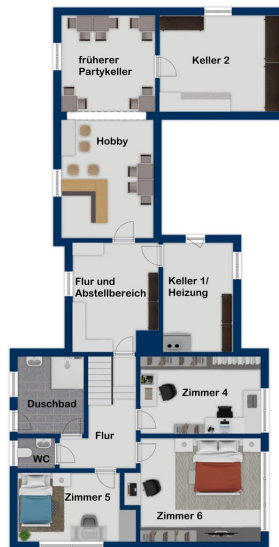 früherer
Partykeller
Keller 2
Hobby
Flur und
Abstellbereich
Keller 1/
Heizung
Duschbad
Zimmer 4
Flur
WC
Zimmer 5
Zimmer 6